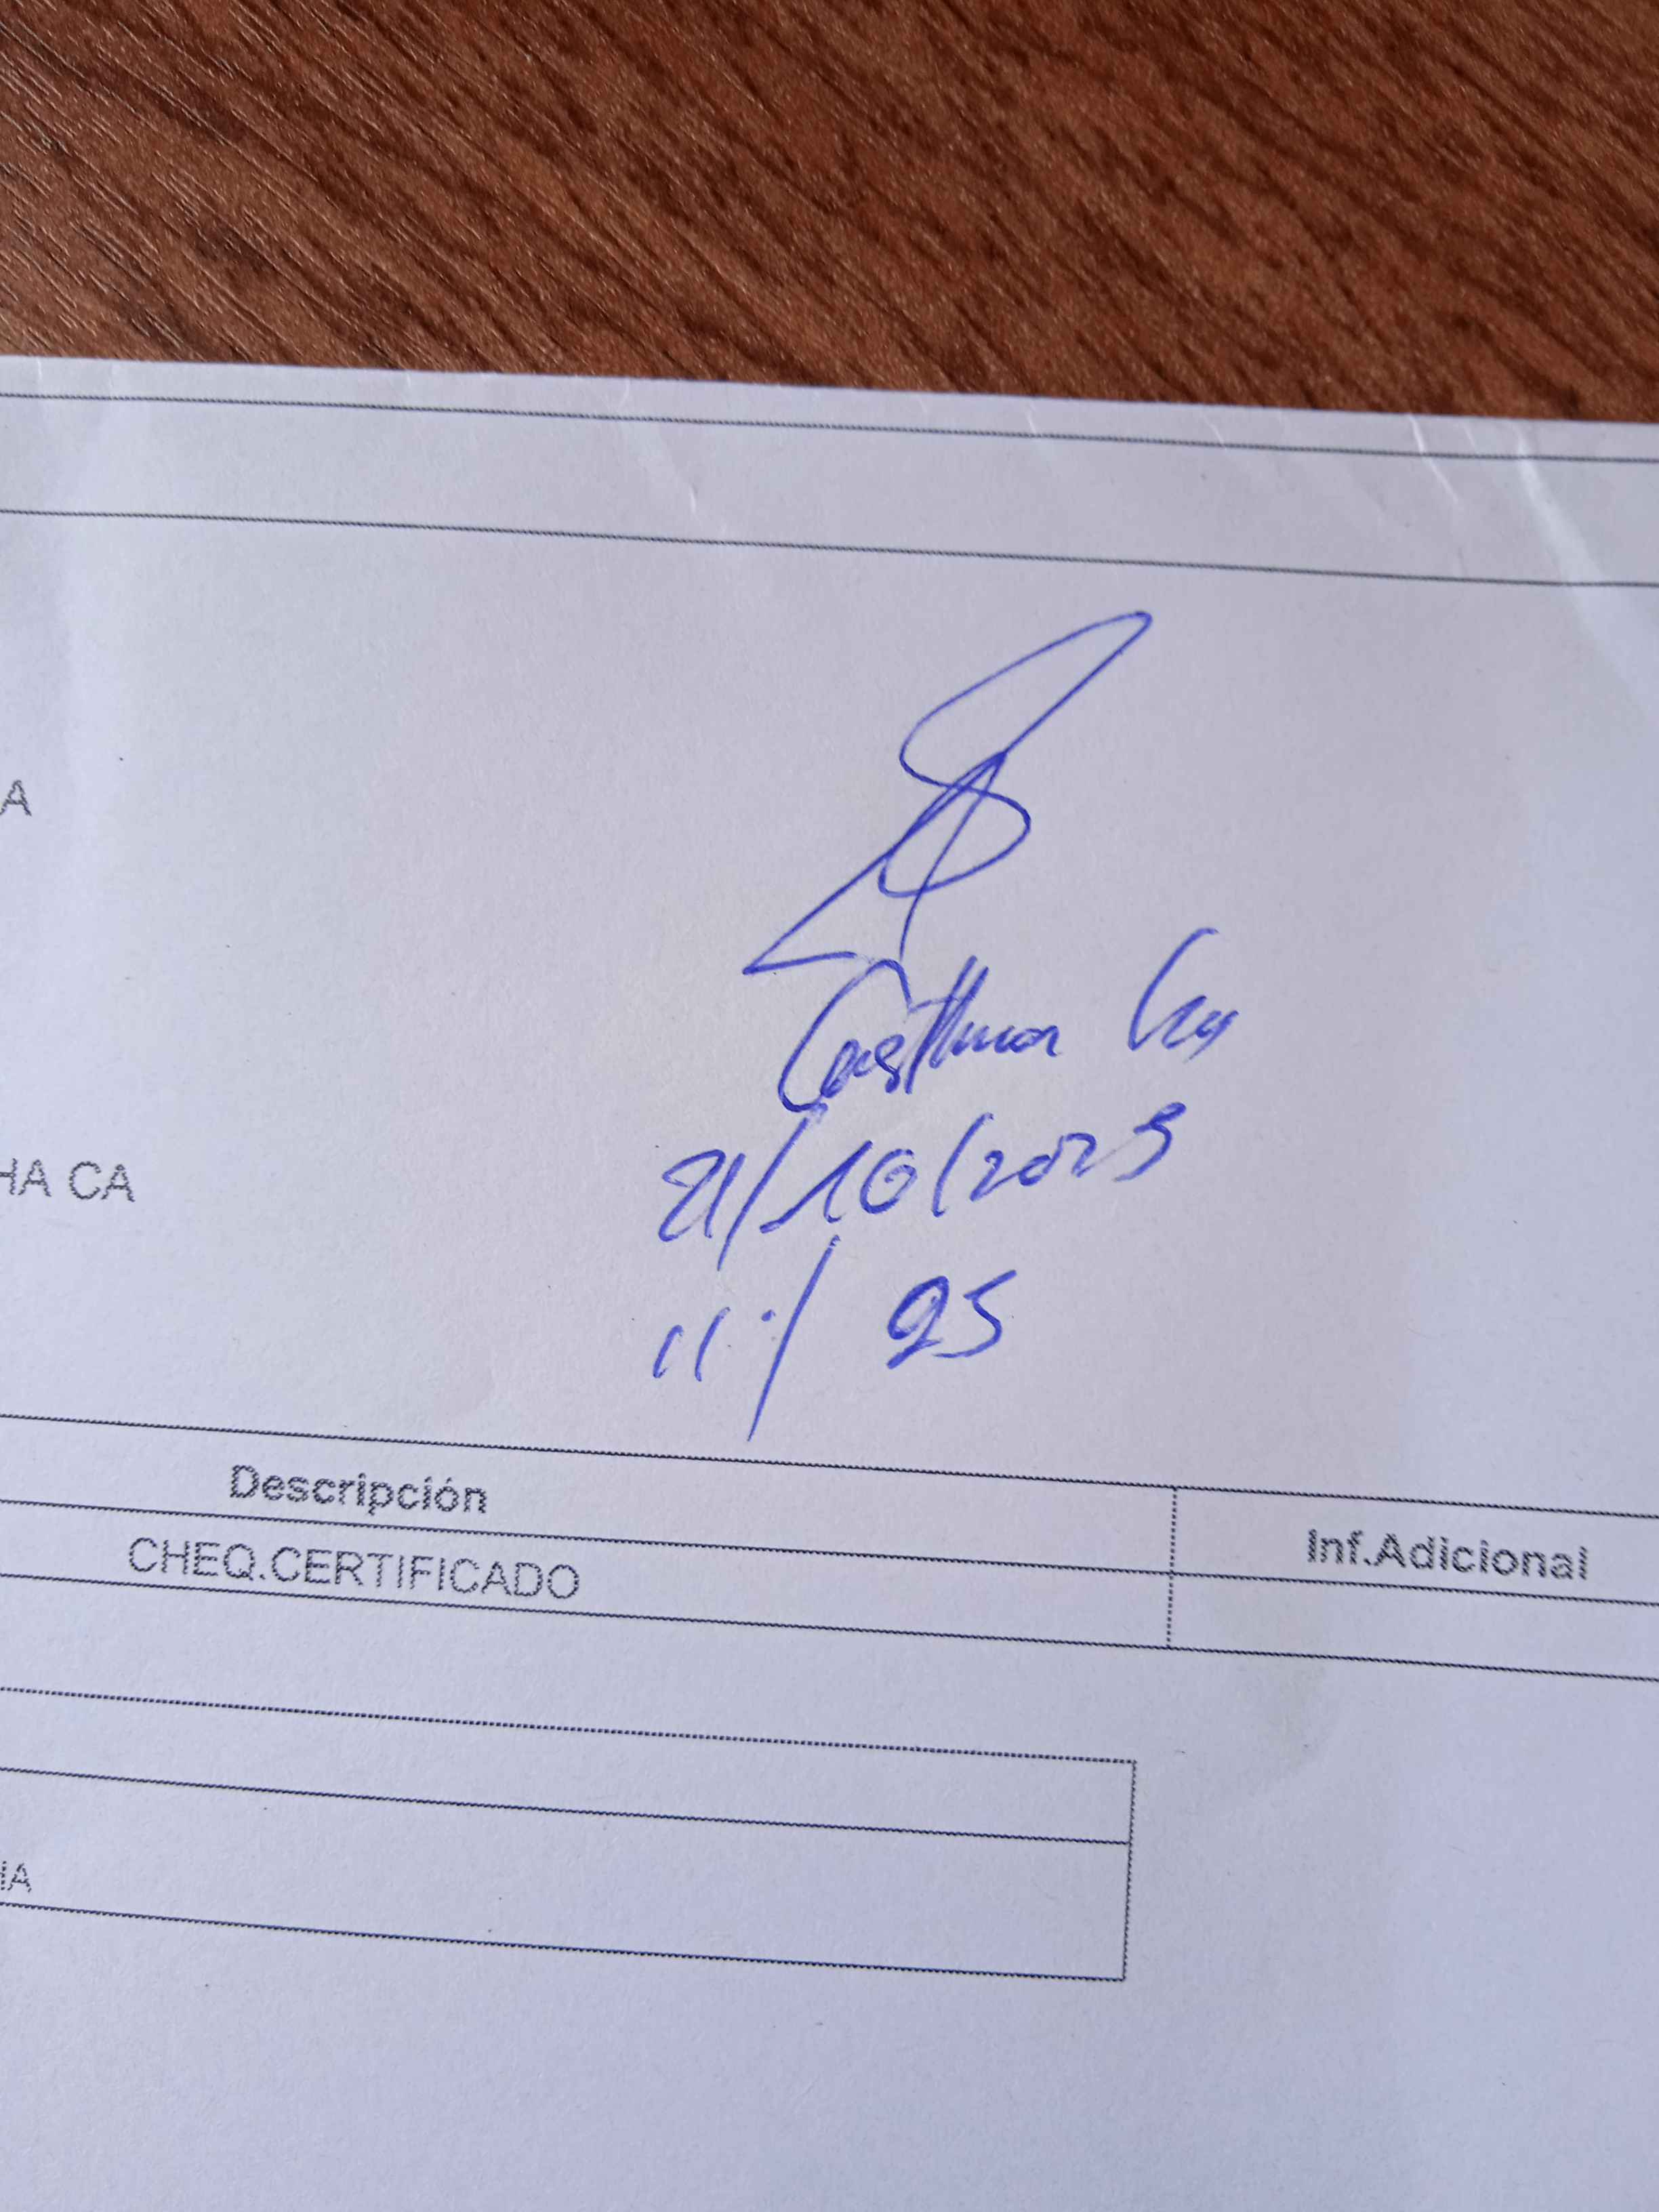 A
HA CA
21/10/2023
11:/ 25
Descripción
Inf.Adicional
CHEQ.CERTIFICADO
IA